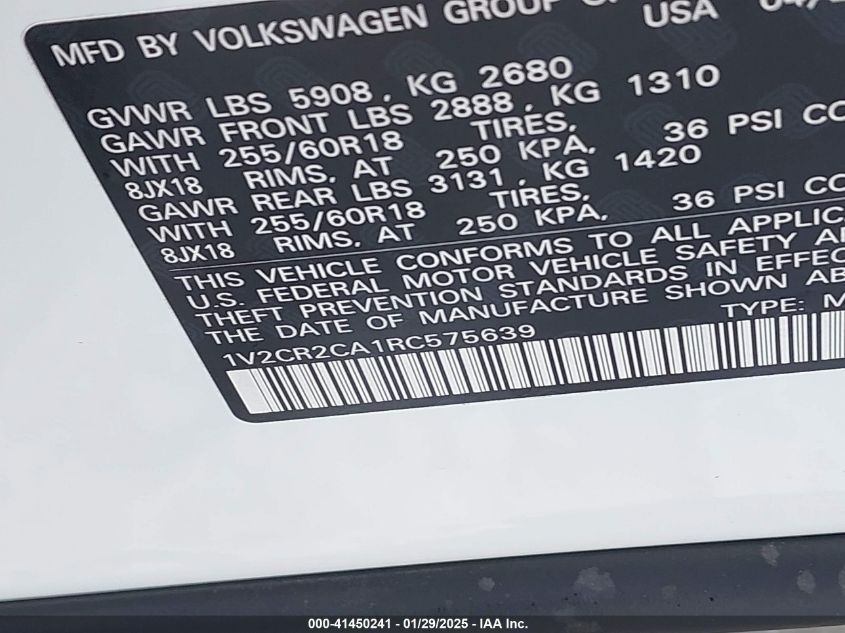 MFD BY VOLKSWAGEN GROUP
USA
GVWR LBS 5908, KG 2680
GAWR FRONT LBS 2888, KG 1310
WITH 255/60R18 TIRES,
8JX18 RIMS, AT 250 KPA, 36 PSI
GAWR REAR LBS 3131, KG 1420
WITH 255/60R18 TIRES,
8JX18 RIMS, AT 250 KPA, 36 PSI
THIS VEHICLE CONFORMS TO ALL
U.S. FEDERAL MOTOR VEHICLE SAFETY
THEFT PREVENTION STANDARDS IN
THE DATE OF MANUFACTURE SHOWN
TYPE:
1V2CR2CA1RC575639
000-41450241 - 01/29/2025 - IAA Inc.